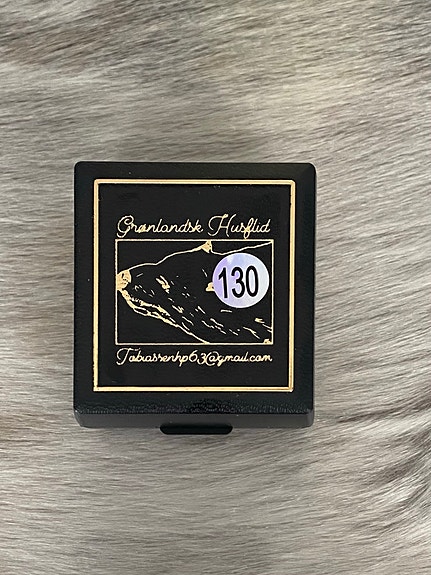 Grønlandsk Husflid
130
Tobiassenhp63@gmail.com